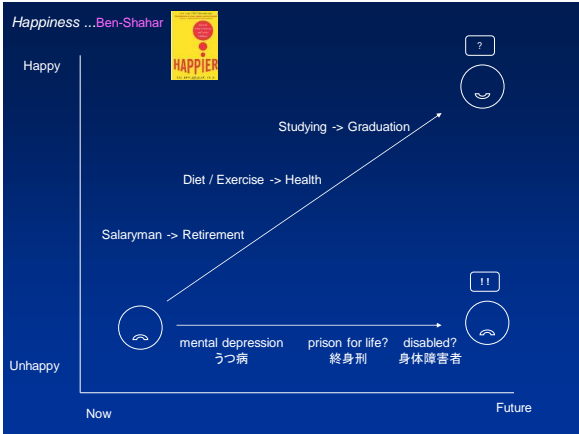 Happiness ...Ben-Shahar
HAPPIER
?
Happy
Studying -> Graduation
Diet / Exercise -> Health
Salaryman -> Retirement
!!
mental depression prison for life? disabled?
うつ病 終身刑 身体障害者
Unhappy
Now Future